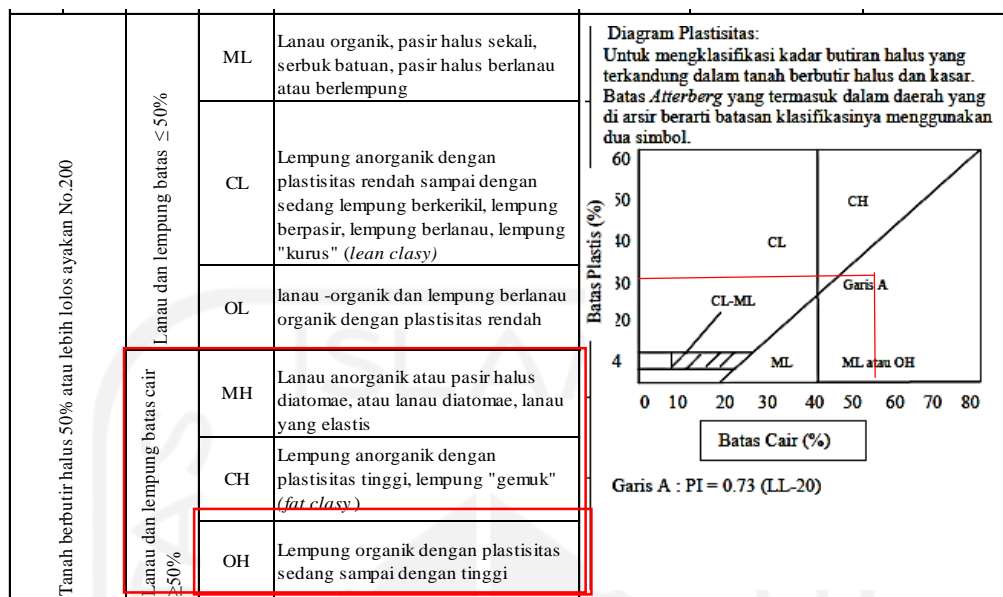 Tanah berbutir halus 50% atau lebih lolos ayakan No.200
Lanau dan lempung batas ≤ 50%
ML
Lanau organik, pasir halus sekali,
serbuk batuan, pasir halus berlanau
atau berlempung
CL
Lempung anorganik dengan
plastisitas rendah sampai dengan
sedang lempung berkerikil, lempung
berpasir, lempung berlanau, lempung
"kurus" (lean clasy)
OL
lanau -organik dan lempung berlanau
organik dengan plastisitas rendah
Lanau dan lempung batas cair
≥50%
MH
Lanau anorganik atau pasir halus
diatomae, atau lanau diatomae, lanau
yang elastis
CH
Lempung anorganik dengan
plastisitas tinggi, lempung "gemuk"
(fat clasy)
OH
Lempung organik dengan plastisitas
sedang sampai dengan tinggi
Diagram Plastisitas:
Untuk mengklasifikasi kadar butiran halus yang
terkandung dalam tanah berbutir halus dan kasar.
Batas Atterberg yang termasuk dalam daerah yang
di arsir berarti batasan klasifikasinya menggunakan
dua simbol.
Batas Plastis (%)
60
50
40
30
20
4
CH
CL
Garis A
CL-ML
ML
ML atau OH
0 10 20 30 40 50 60 70 80
Batas Cair (%)
Garis A : PI = 0.73 (LL-20)
ISLA